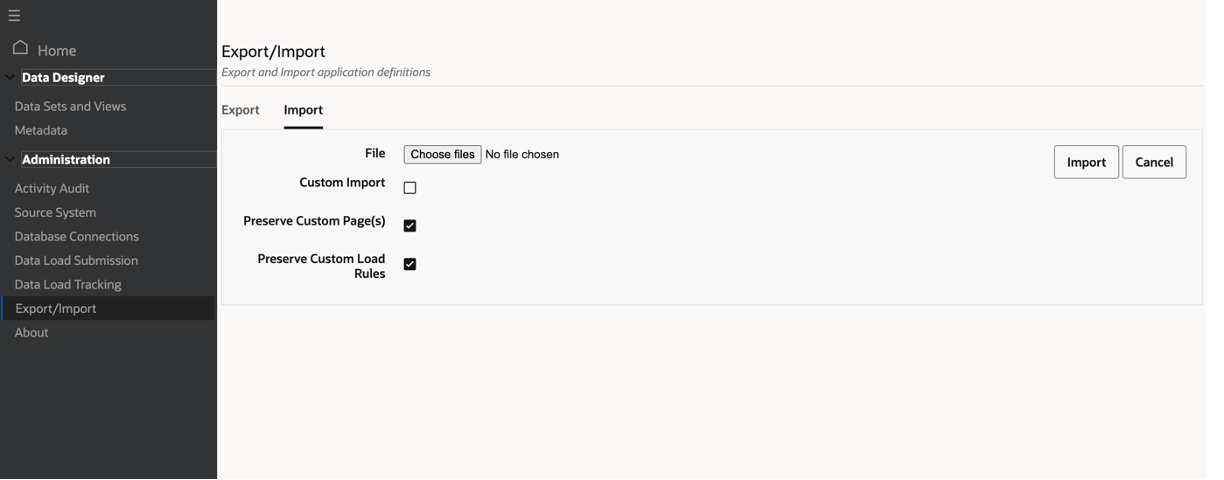 Home
Data Designer
Data Sets and Views
Metadata
Administration
Activity Audit
Source System
Database Connections
Data Load Submission
Data Load Tracking
Export/Import
About
Export/Import
Export and Import application definitions
Export Import
File Choose files No file chosen
Import Cancel
Custom Import
Preserve Custom Page(s)
Preserve Custom Load
Rules